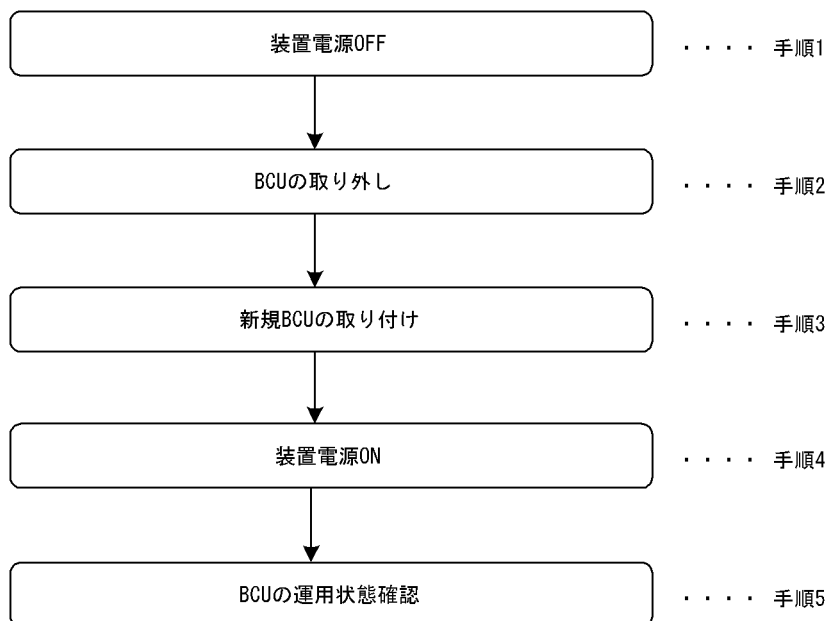 装置電源OFF ・・・・ 手順1
BCUの取り外し ・・・・ 手順2
新規BCUの取り付け ・・・・ 手順3
装置電源ON ・・・・ 手順4
BCUの運用状態確認 ・・・・ 手順5